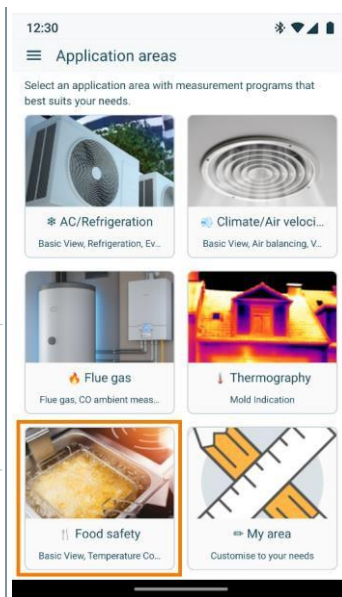 12:30
Application areas
Select an application area with measurement programs that
best suits your needs.
AC/Refrigeration
Climate/Air veloci...
Basic View, Refrigeration, Ev...
Basic View, Air balancing, V...
Flue gas
Thermography
Flue gas, CO ambient meas...
Mold Indication
Food safety
My area
Basic View, Temperature Co...
Customise to your needs